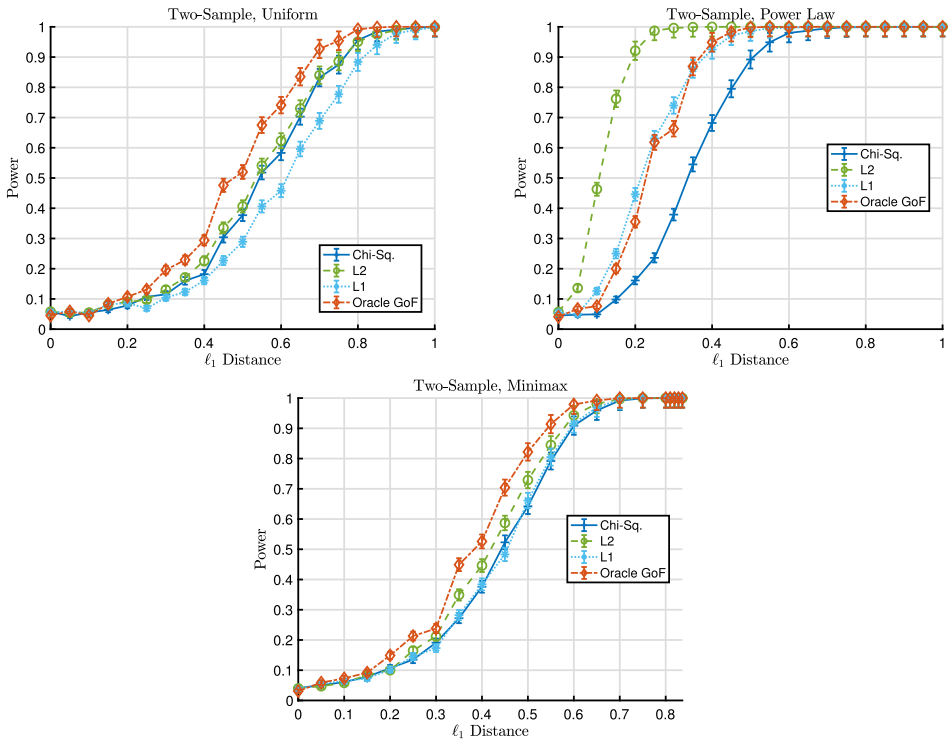 Two-Sample, Uniform
1
0.9
0.8
0.7
0.6
0.5
0.4
0.3
0.2
0.1
0
Power
0 0.2 0.4 0.6 0.8 1
ℓ₁ Distance
Chi-Sq.
L2
L1
Oracle GoF
Two-Sample, Power Law
1
0.9
0.8
0.7
0.6
0.5
0.4
0.3
0.2
0.1
0
Power
0 0.2 0.4 0.6 0.8 1
ℓ₁ Distance
Chi-Sq.
L2
L1
Oracle GoF
Two-Sample, Minimax
1
0.9
0.8
0.7
0.6
0.5
0.4
0.3
0.2
0.1
0
Power
0 0.1 0.2 0.3 0.4 0.5 0.6 0.7 0.8
ℓ₁ Distance
Chi-Sq.
L2
L1
Oracle GoF